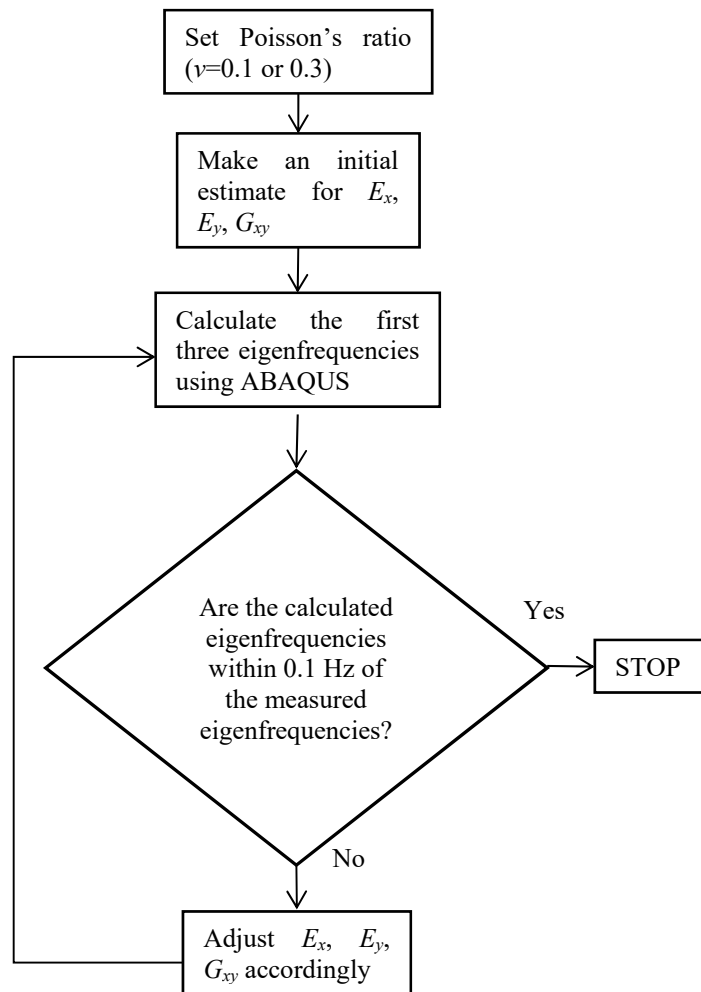 Set Poisson’s ratio
(v=0.1 or 0.3)
Make an initial
estimate for Ex,
Ey, Gxy
Calculate the first
three eigenfrequencies
using ABAQUS
Are the calculated
eigenfrequencies
within 0.1 Hz of
the measured
eigenfrequencies?
Yes
STOP
No
Adjust Ex, Ey,
Gxy accordingly